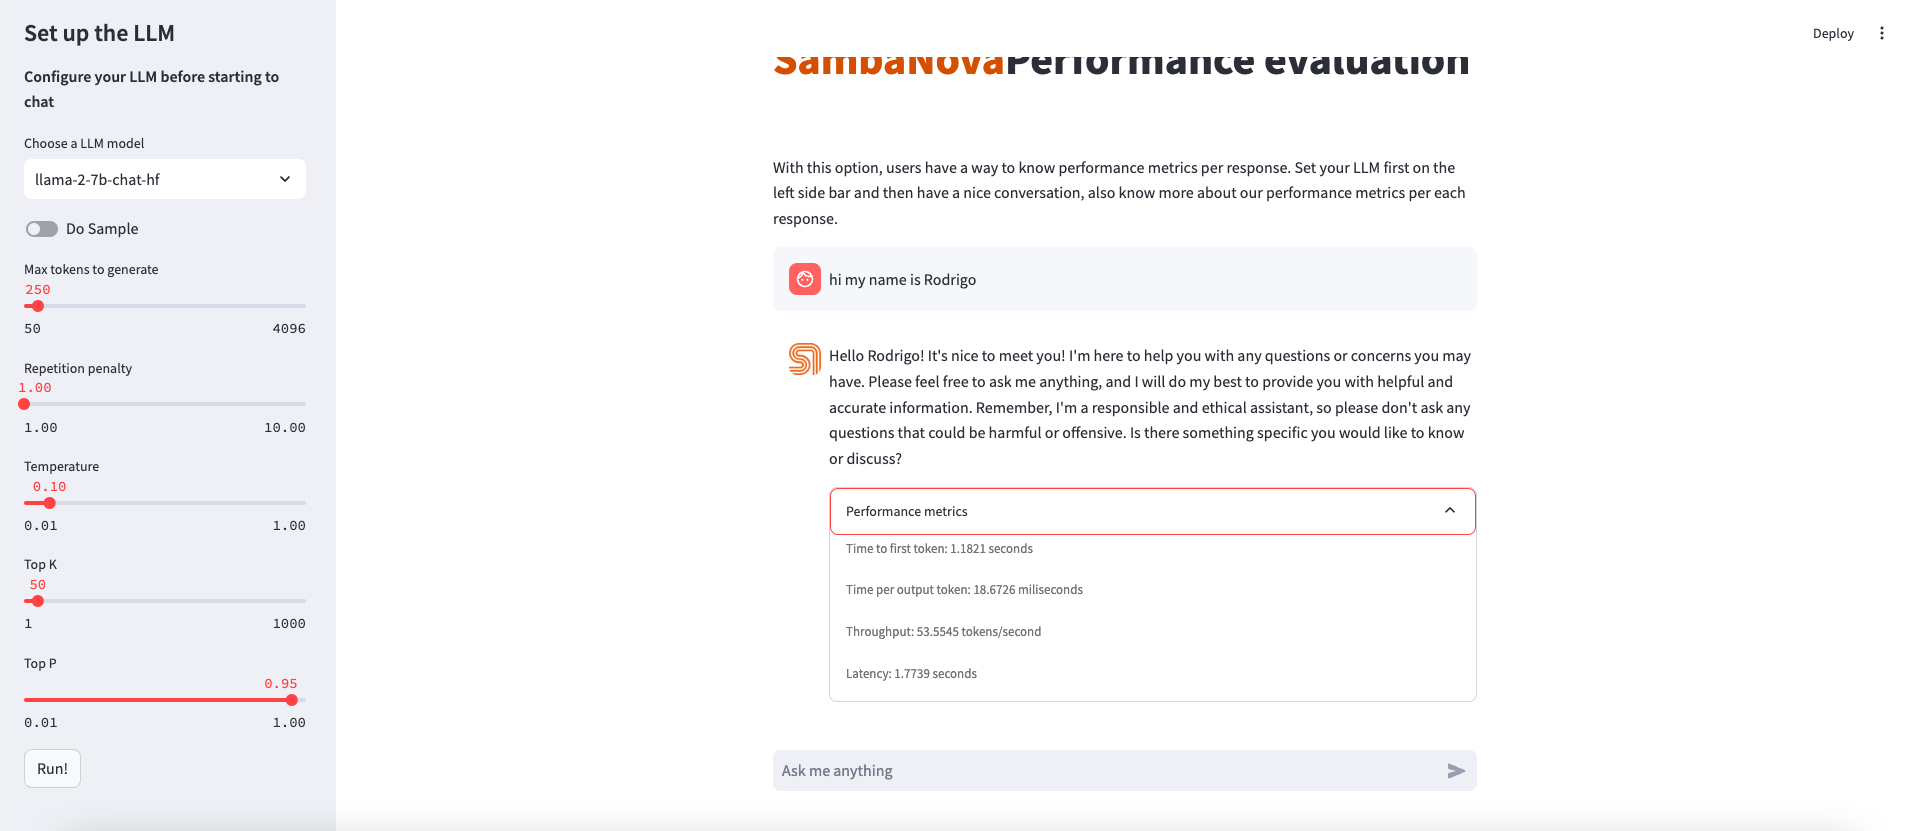 Set up the LLM
Configure your LLM before starting to
chat
Choose a LLM model
llama-2-7b-chat-hf
Do Sample
Max tokens to generate
250
50 4096
Repetition penalty
1.00
1.00 10.00
Temperature
0.10
0.01 1.00
Top K
50
1 1000
Top P
0.95
0.01 1.00
Run!
Deploy
SambaNovaPerformance evaluation
With this option, users have a way to know performance metrics per response. Set your LLM first on the
left side bar and then have a nice conversation, also know more about our performance metrics per each
response.
hi my name is Rodrigo
Hello Rodrigo! It's nice to meet you! I'm here to help you with any questions or concerns you may
have. Please feel free to ask me anything, and I will do my best to provide you with helpful and
accurate information. Remember, I'm a responsible and ethical assistant, so please don't ask any
questions that could be harmful or offensive. Is there something specific you would like to know
or discuss?
Performance metrics
Time to first token: 1.1821 seconds
Time per output token: 18.6726 miliseconds
Throughput: 53.5545 tokens/second
Latency: 1.7739 seconds
Ask me anything